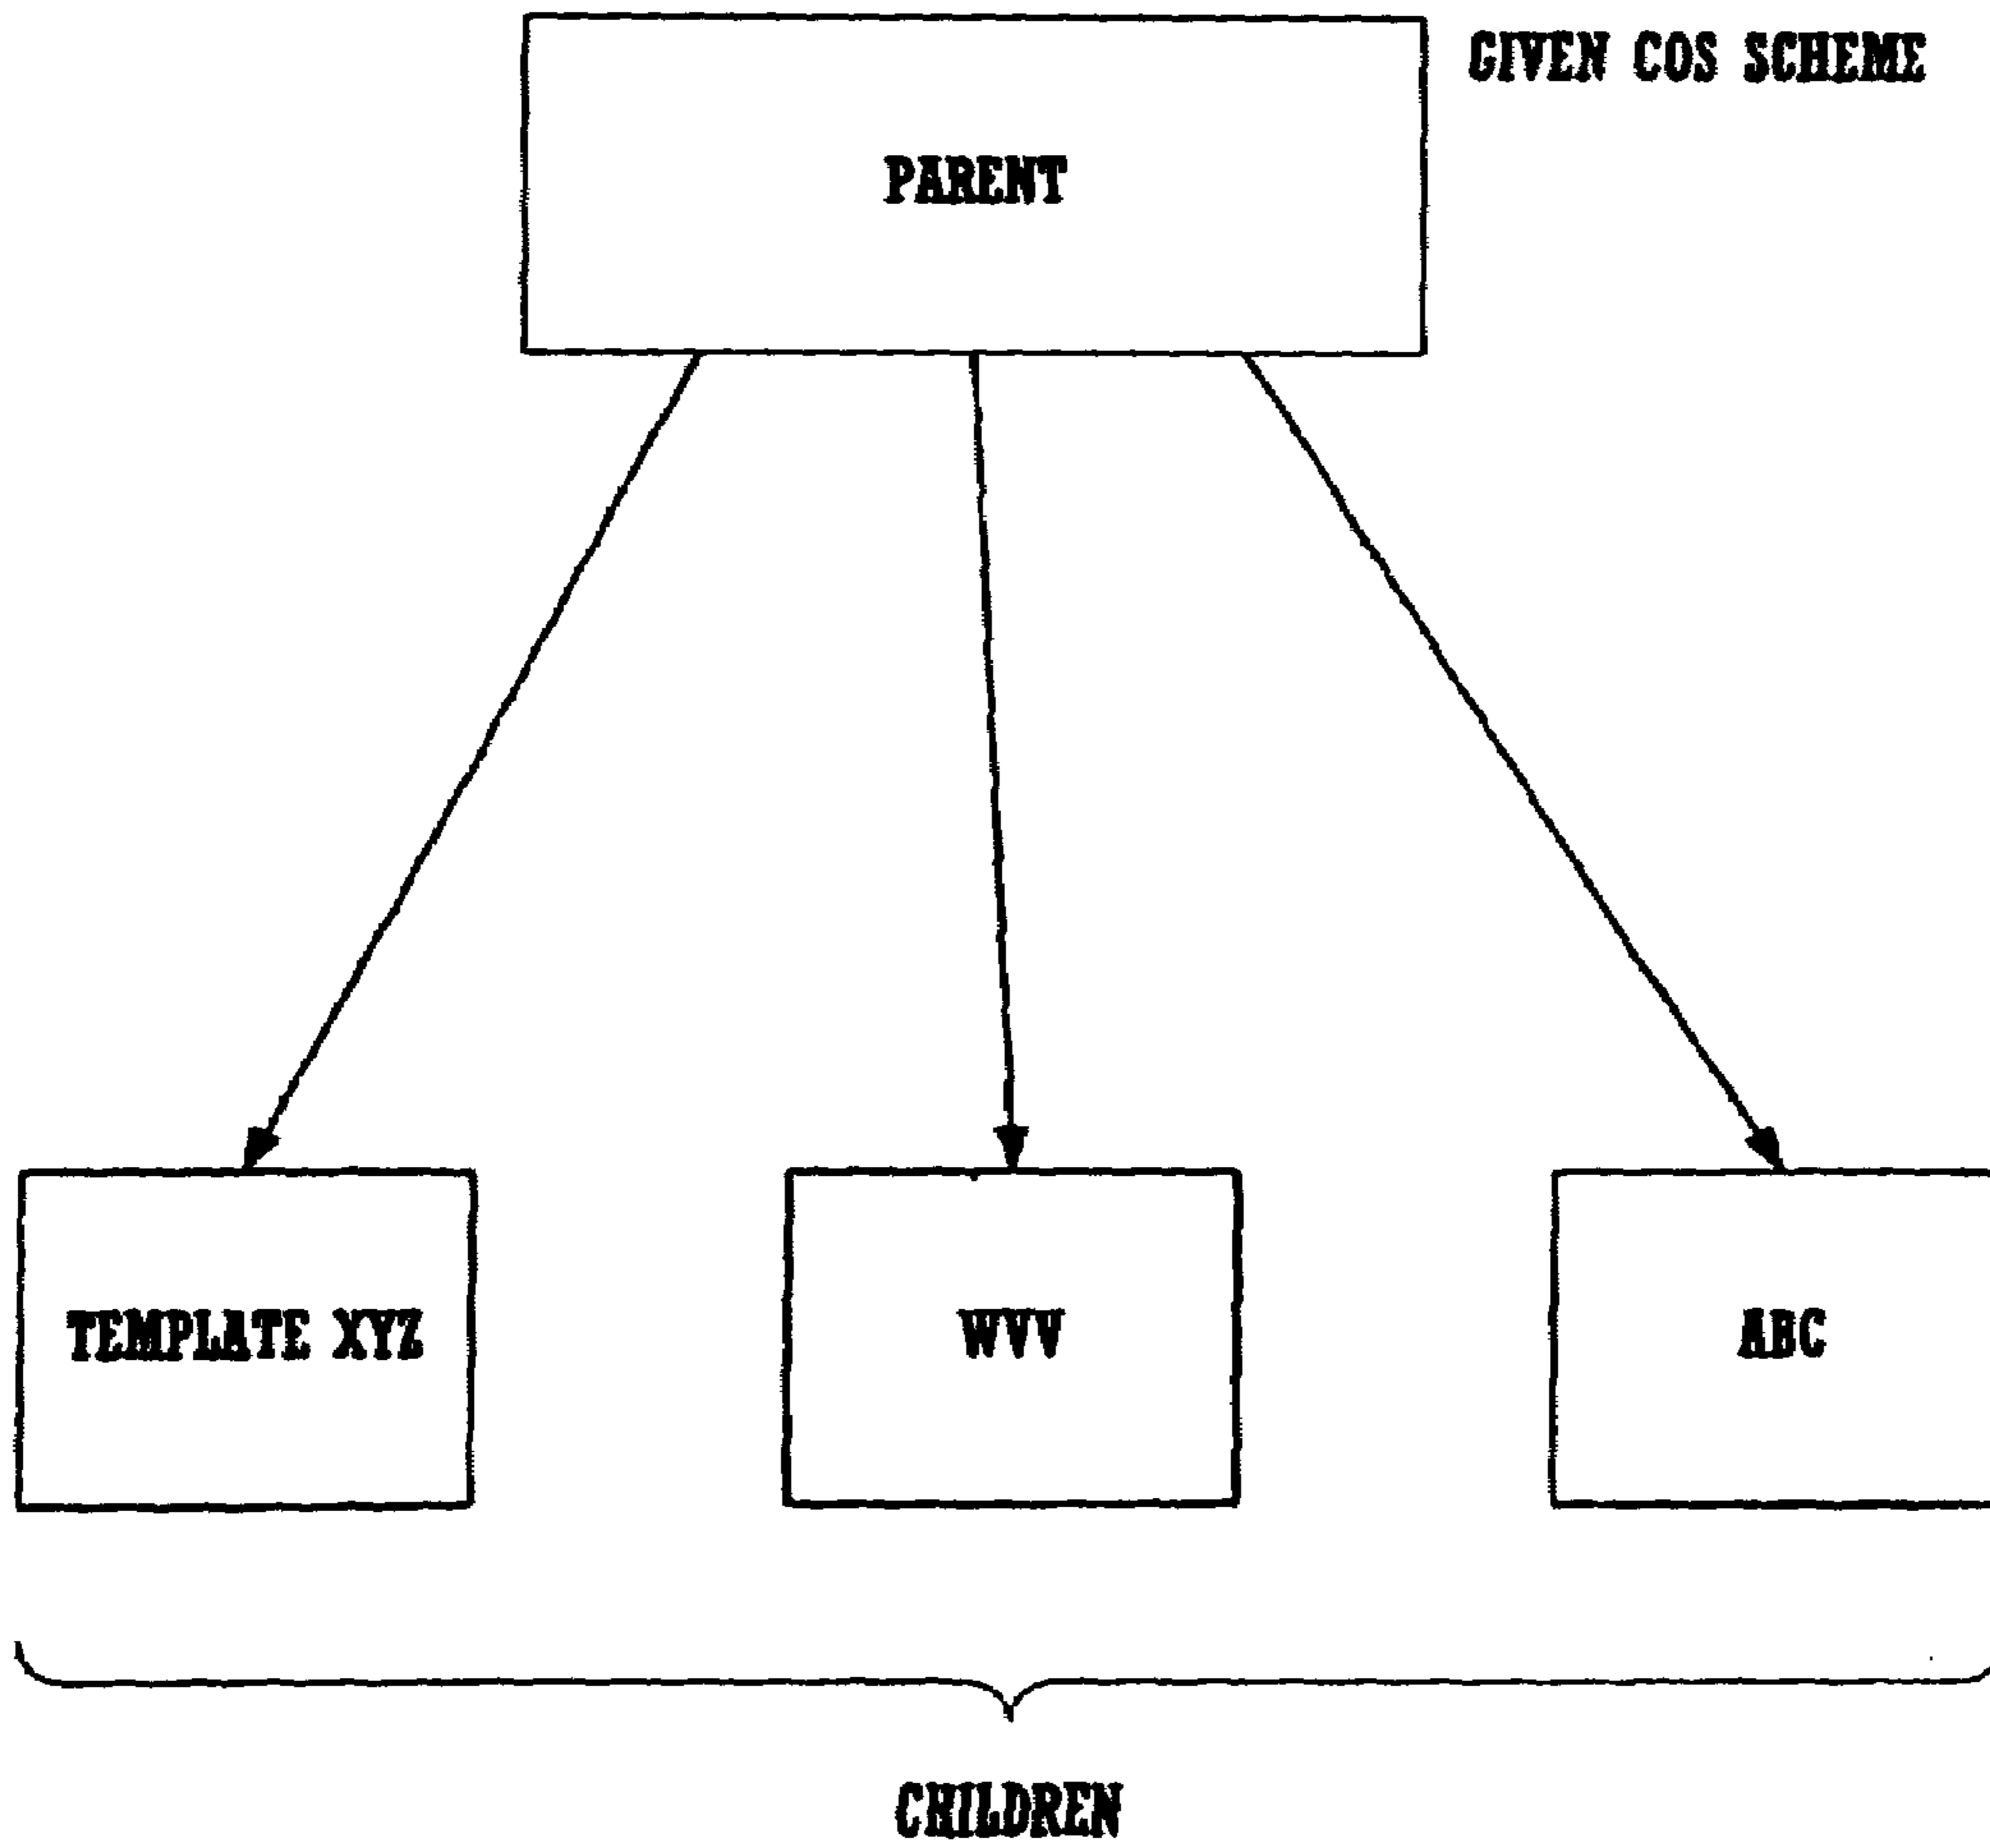 GIVEN COS SCHEME
PARENT
TEMPLATE XYZ
WVV
ABC
CHILDREN